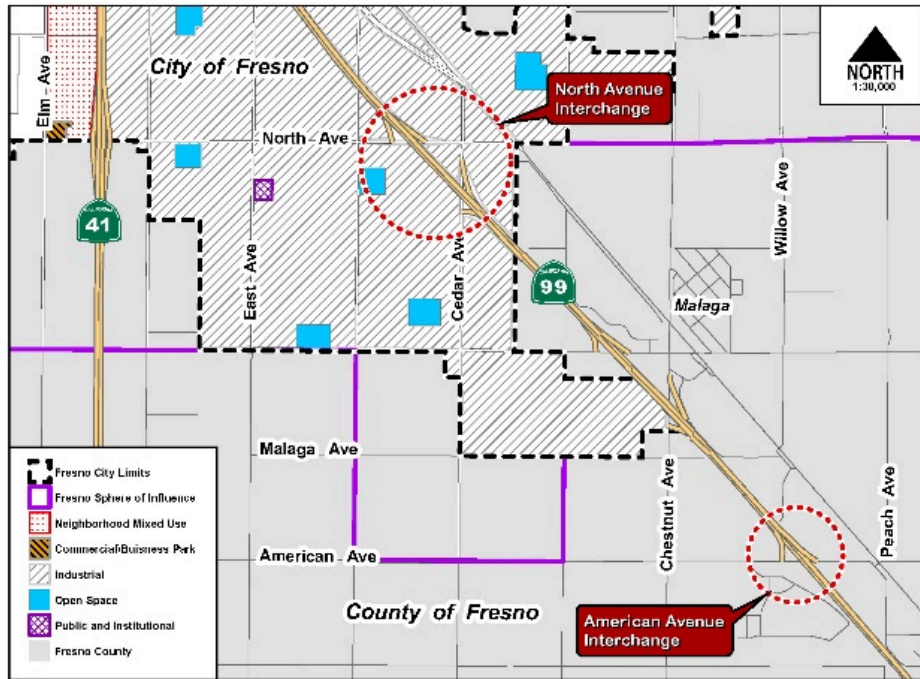 City of Fresno
Elm - Ave
North Avenue
Interchange
NORTH
1:30,000
North - Ave
41
East - Ave
Cedar - Ave
99
Willow - Ave
Malaga
Malaga - Ave
American - Ave
Chestnut - Ave
Peach - Ave
County of Fresno
American Avenue
Interchange
Fresno City Limits
Fresno Sphere of Influence
Neighborhood Mixed Use
Commercial/Buisness Park
Industrial
Open Space
Public and Institutional
Fresno County